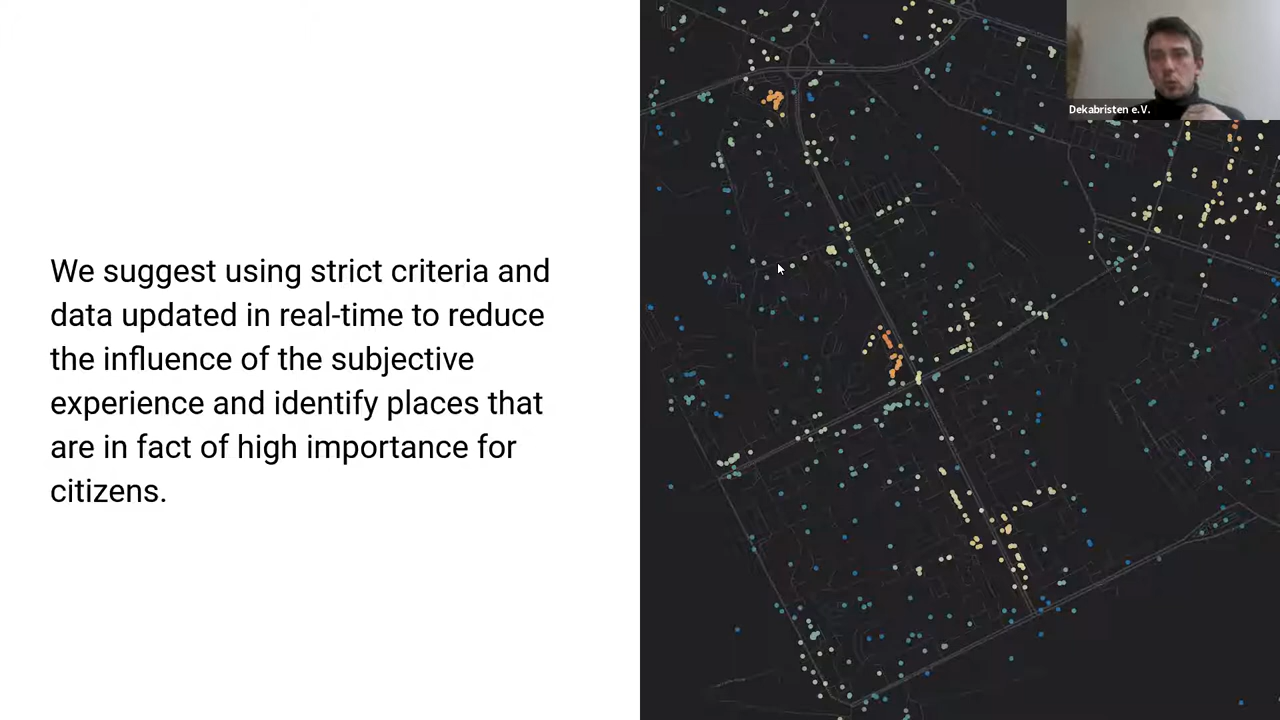 We suggest using strict criteria and
data updated in real-time to reduce
the influence of the subjective
experience and identify places that
are in fact of high importance for
citizens.
Dekabristen e.V.